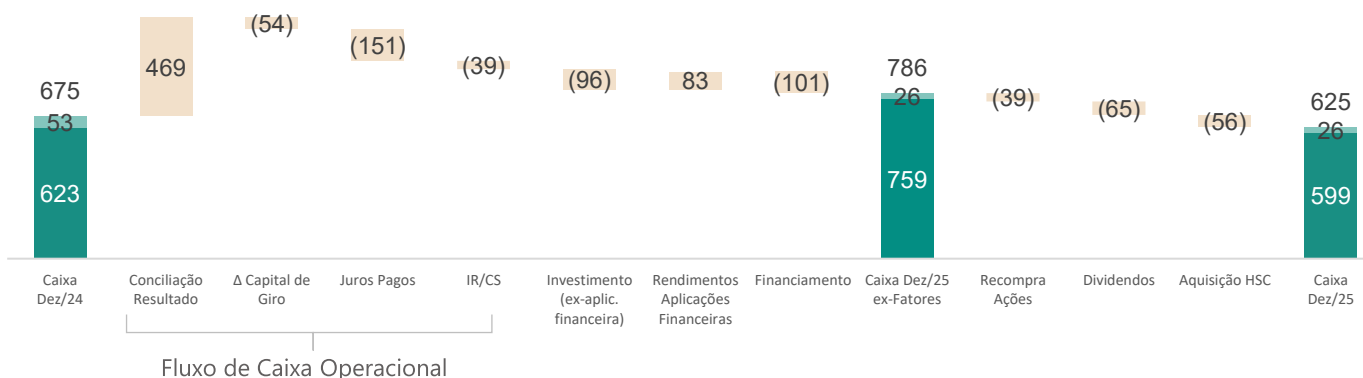 675
53
623
469
(54)
(151)
(39)
(96)
83
(101)
786
26
759
(39)
(65)
(56)
625
26
599
Caixa
Dez/24
Conciliação
Resultado
Δ Capital de
Giro
Juros Pagos
IR/CS
Investimento
(ex-aplic.
financeira)
Rendimentos
Aplicações
Financeiras
Financiamento
Caixa Dez/25
ex-Fatores
Recompra
Ações
Dividendos
Aquisição HSC
Caixa
Dez/25
Fluxo de Caixa Operacional